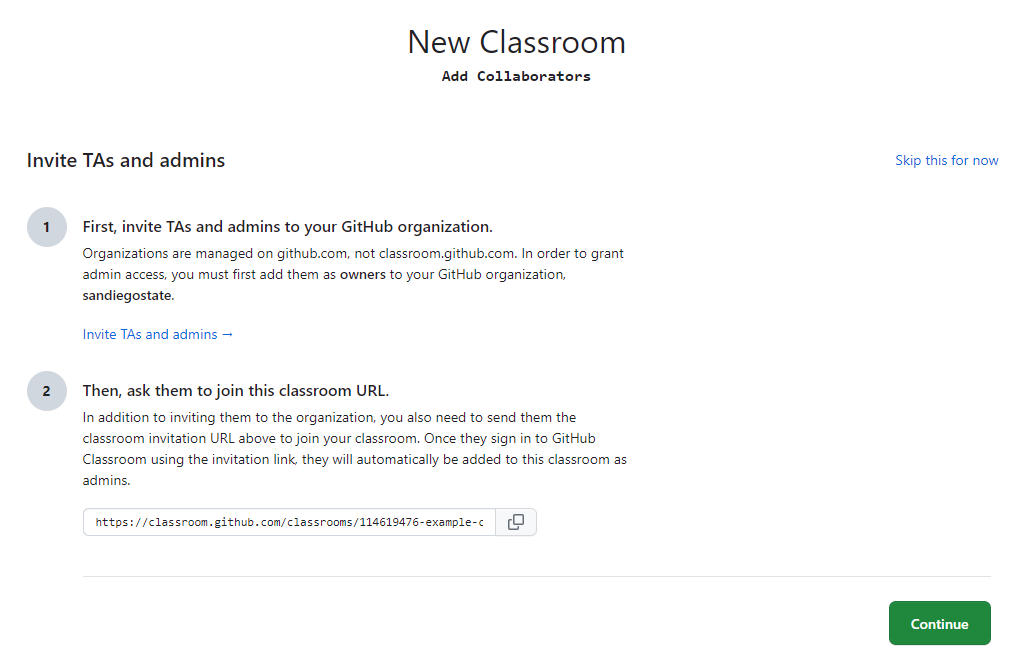 New Classroom
Add Collaborators
Invite TAs and admins
Skip this for now
1
First, invite TAs and admins to your GitHub organization.
Organizations are managed on github.com, not classroom.github.com. In order to grant
admin access, you must first add them as owners to your GitHub organization,
sandiegostate.
Invite TAs and admins →
2
Then, ask them to join this classroom URL.
In addition to inviting them to the organization, you also need to send them the
classroom invitation URL above to join your classroom. Once they sign in to GitHub
Classroom using the invitation link, they will automatically be added to this classroom as
admins.
https://classroom.github.com/classrooms/114619476-example-c
Continue